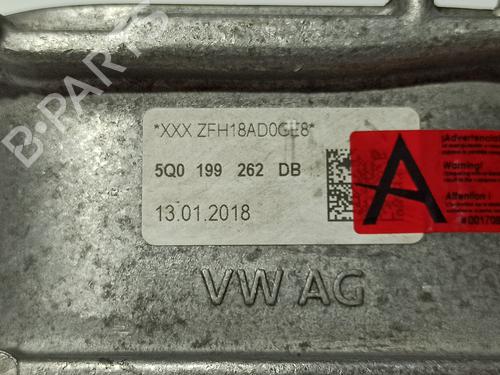 *XXX ZFH18AD0GE8*
5Q0 199 262 DB
13.01.2018
VW AG
A
¡Advertencia!
Warning!
Attention!
B-PARTS